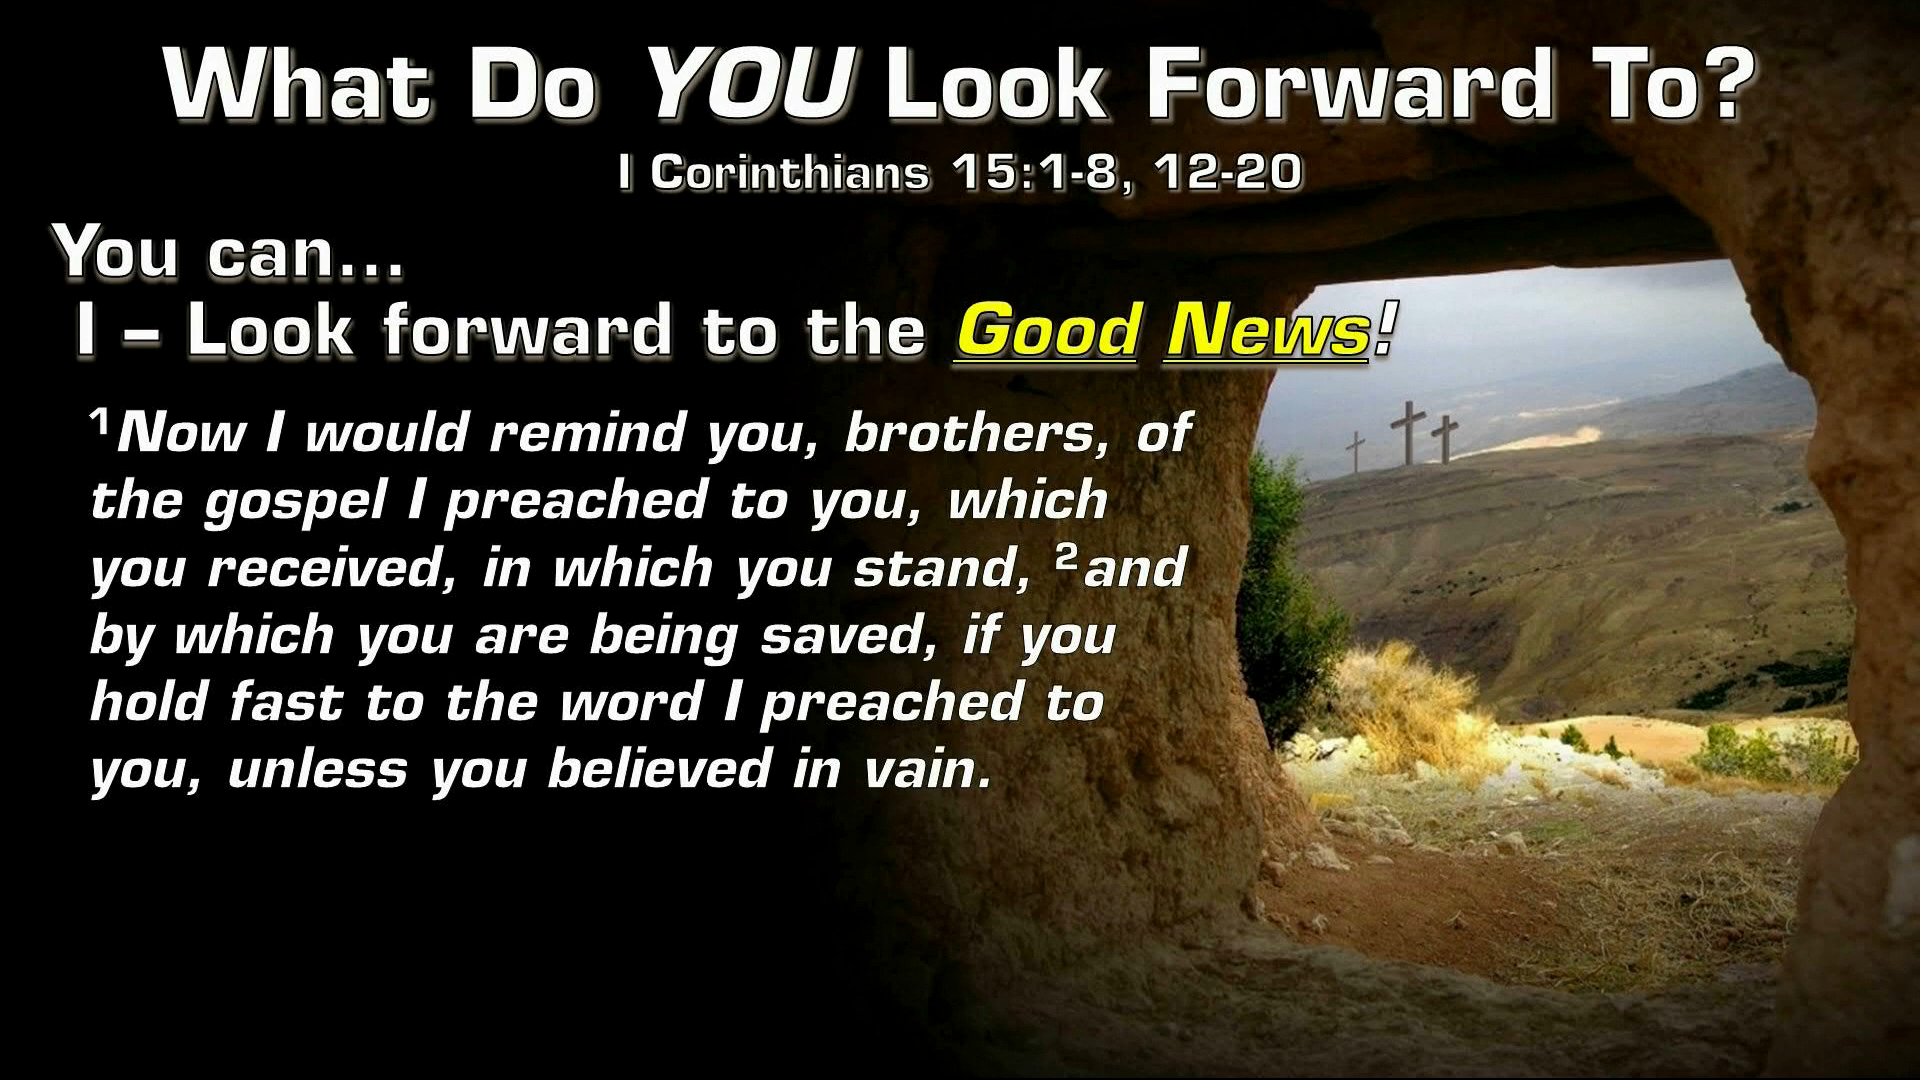 What Do YOU Look Forward To?
I Corinthians 15:1-8, 12-20
You can...
I – Look forward to the Good News!
¹Now I would remind you, brothers, of
the gospel I preached to you, which
you received, in which you stand, ²and
by which you are being saved, if you
hold fast to the word I preached to
you, unless you believed in vain.